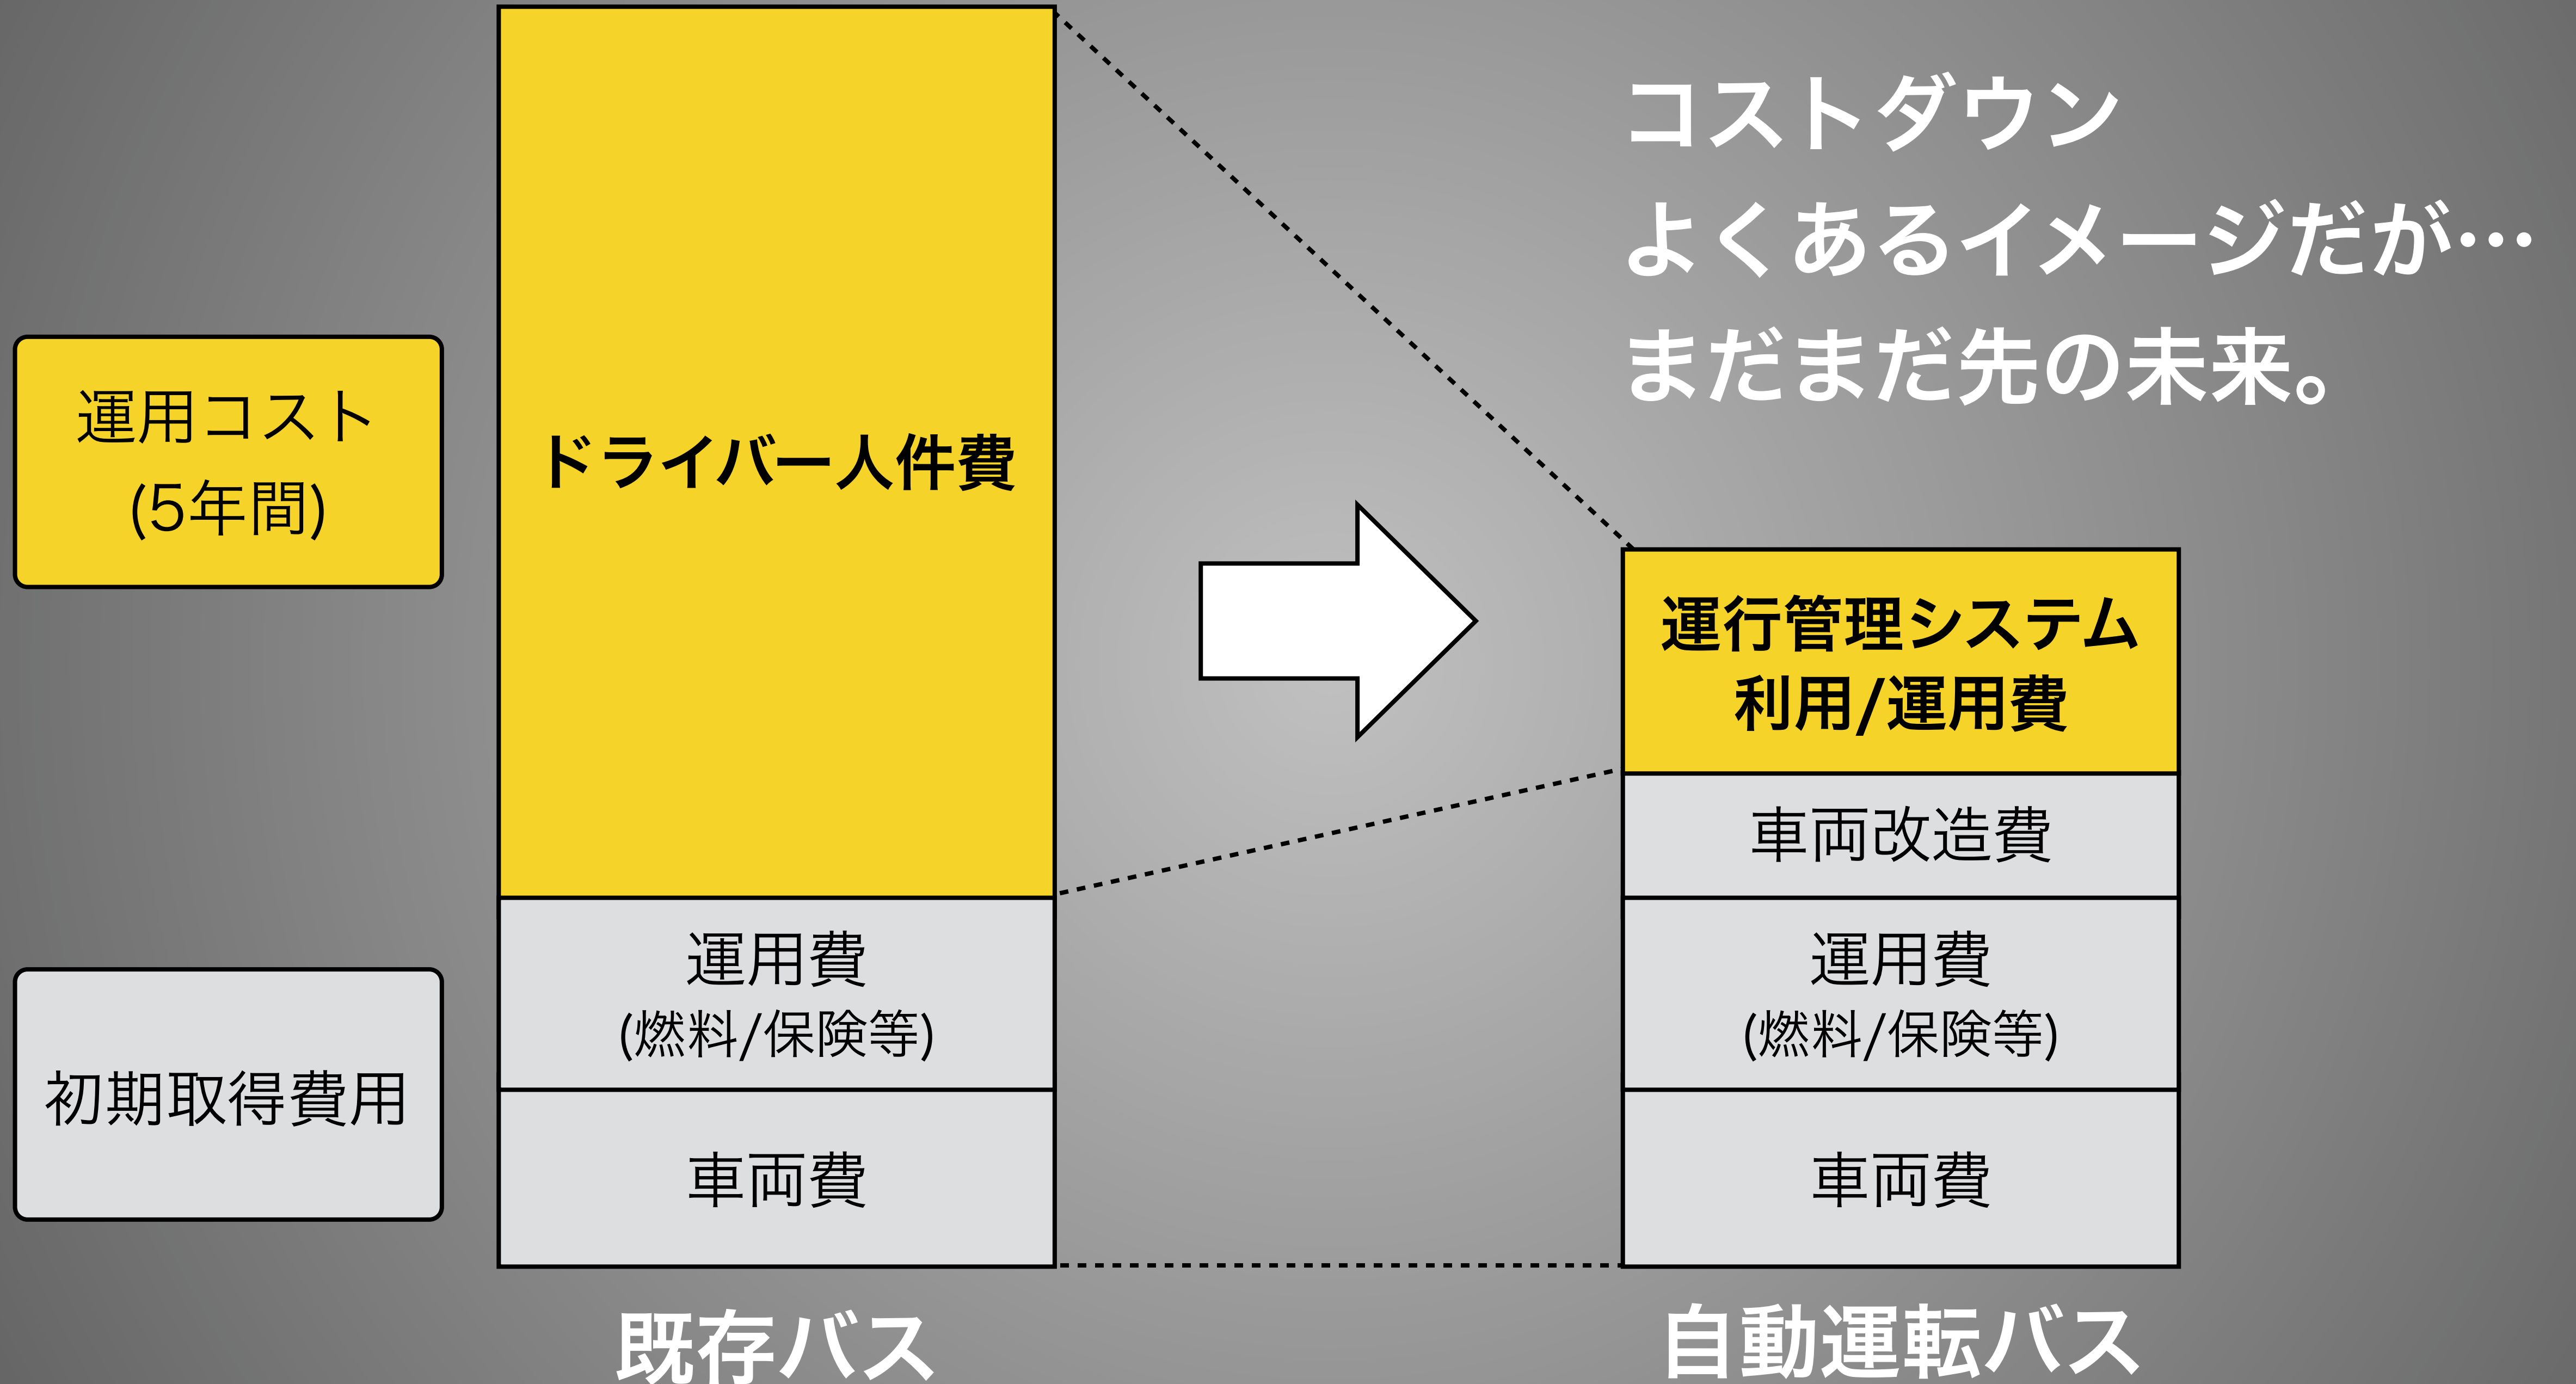 コストダウン
よくあるイメージだが…
まだまだ先の未来。
運用コスト
(5年間)
初期取得費用
ドライバー人件費
運用費
(燃料/保険等)
車両費
既存バス
運行管理システム
利用/運用費
車両改造費
運用費
(燃料/保険等)
車両費
自動運転バス